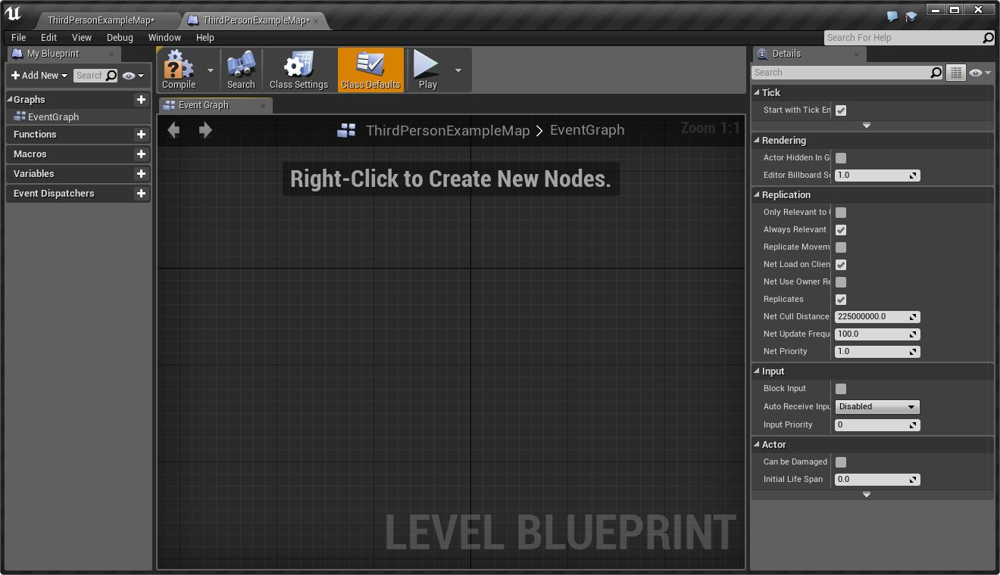 ThirdPersonExampleMap*
ThirdPersonExampleMap*
File Edit View Debug Window Help
Search For Help
My Blueprint
Add New
Search
Graphs
EventGraph
Functions
Macros
Variables
Event Dispatchers
Compile
Search
Class Settings
Class Defaults
Play
Event Graph
ThirdPersonExampleMap > EventGraph
Zoom 1:1
Right-Click to Create New Nodes.
LEVEL BLUEPRINT
Details
Search
Tick
Start with Tick En
Rendering
Actor Hidden In G
Editor Billboard Sc 1.0
Replication
Only Relevant to
Always Relevant
Replicate Movem
Net Load on Clien
Net Use Owner Re
Replicates
Net Cull Distance 225000000.0
Net Update Frequ 100.0
Net Priority 1.0
Input
Block Input
Auto Receive Inpu Disabled
Input Priority 0
Actor
Can be Damaged
Initial Life Span 0.0